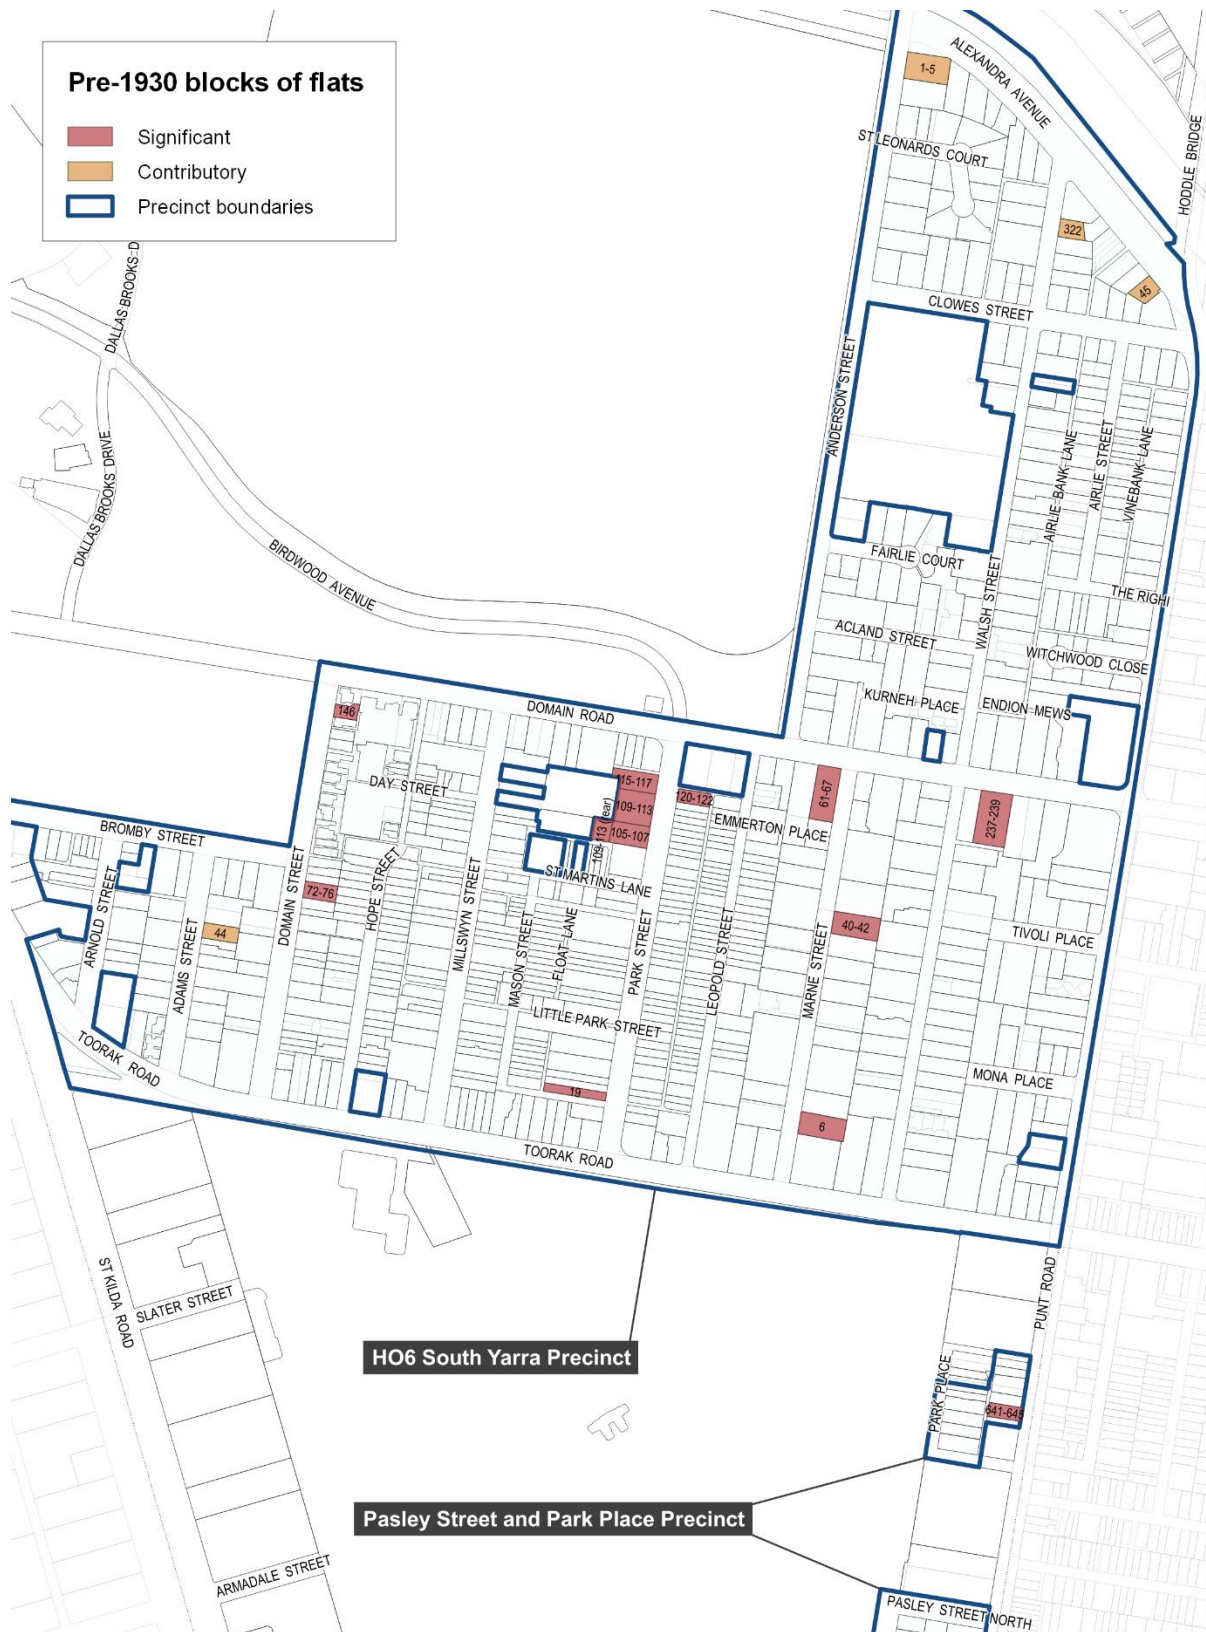 Pre-1930 blocks of flats
Significant
Contributory
Precinct boundaries
1-5
ALEXANDRA AVENUE
HODDLE BRIDGE
ST LEONARDS COURT
322
45
CLOWES STREET
DALLAS BROOKS D
DALLAS BROOKS DRIVE
ANDERSON STREET
AIRLIE BANK LANE
AIRLIE STREET
VINEBANK LANE
BIRDWOOD AVENUE
FAIRLIE COURT
WALSH STREET
THE RIGHI
ACLAND STREET
WITCHWOOD CLOSE
KURNEH PLACE
ENDION MEWS
146
DOMAIN ROAD
DAY STREET
115-117
109-113
109-113 (rear)
105-107
120-122
61-67
237-239
EMMERTON PLACE
BROMBY STREET
ST MARTINS LANE
72-76
44
40-42
ARNOLD STREET
ADAMS STREET
DOMAIN STREET
HOPE STREET
MILLSWYN STREET
MASON STREET
FLOAT LANE
PARK STREET
LEOPOLD STREET
MARNE STREET
TIVOLI PLACE
LITTLE PARK STREET
TOORAK ROAD
MONA PLACE
19
6
TOORAK ROAD
ST KILDA ROAD
SLATER STREET
PUNT ROAD
HO6 South Yarra Precinct
PARK PLACE
641-645
Pasley Street and Park Place Precinct
ARMADALE STREET
PASLEY STREET NORTH